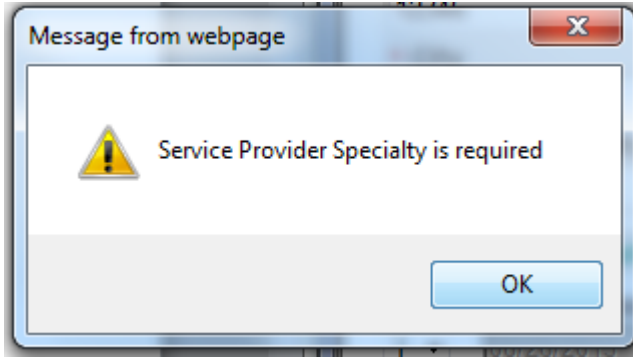 Message from webpage
Service Provider Specialty is required
OK